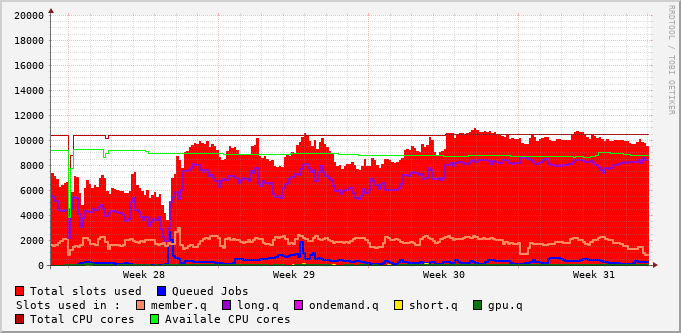 20000
18000
16000
14000
12000
10000
8000
6000
4000
2000
0
Week 28 Week 29 Week 30 Week 31
Total slots used Queued Jobs
Slots used in : member.q long.q ondemand.q short.q gpu.q
Total CPU cores Availale CPU cores
RRDTOOL / TOBI OETIKER